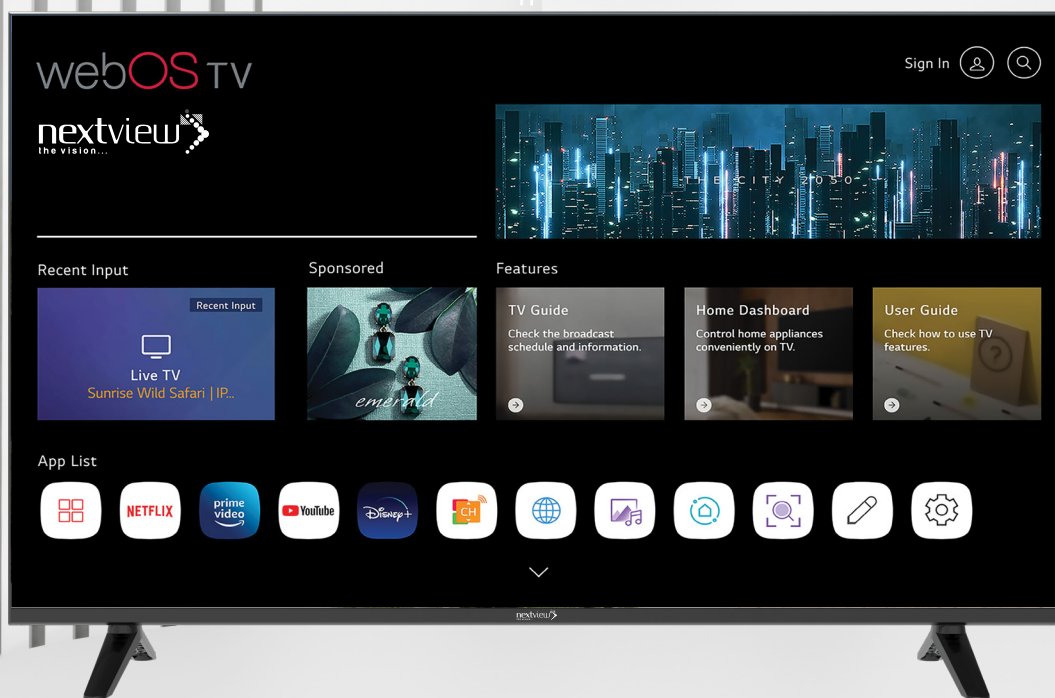 webOS TV
Sign In
nextview
the vision...
THE CITY 2050
Recent Input
Sponsored
Features
Recent Input
Live TV
Sunrise Wild Safari | IP...
emerald
TV Guide
Check the broadcast
schedule and information.
Home Dashboard
Control home appliances
conveniently on TV.
User Guide
Check how to use TV
features.
?
App List
NETFLIX
prime
video
YouTube
Disney+
CH
nextview